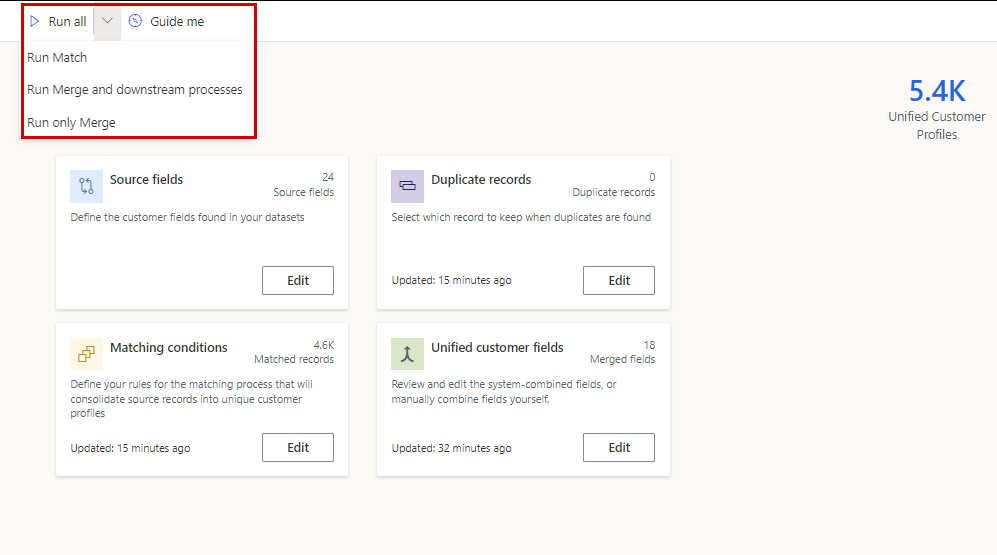 Run all
Guide me
Run Match
Run Merge and downstream processes
Run only Merge
5.4K
Unified Customer
Profiles
Source fields
24
Source fields
Define the customer fields found in your datasets
Edit
Duplicate records
0
Duplicate records
Select which record to keep when duplicates are found
Updated: 15 minutes ago
Edit
Matching conditions
4.6K
Matched records
Define your rules for the matching process that will
consolidate source records into unique customer
profiles
Updated: 15 minutes ago
Edit
Unified customer fields
18
Merged fields
Review and edit the system-combined fields, or
manually combine fields yourself.
Updated: 32 minutes ago
Edit